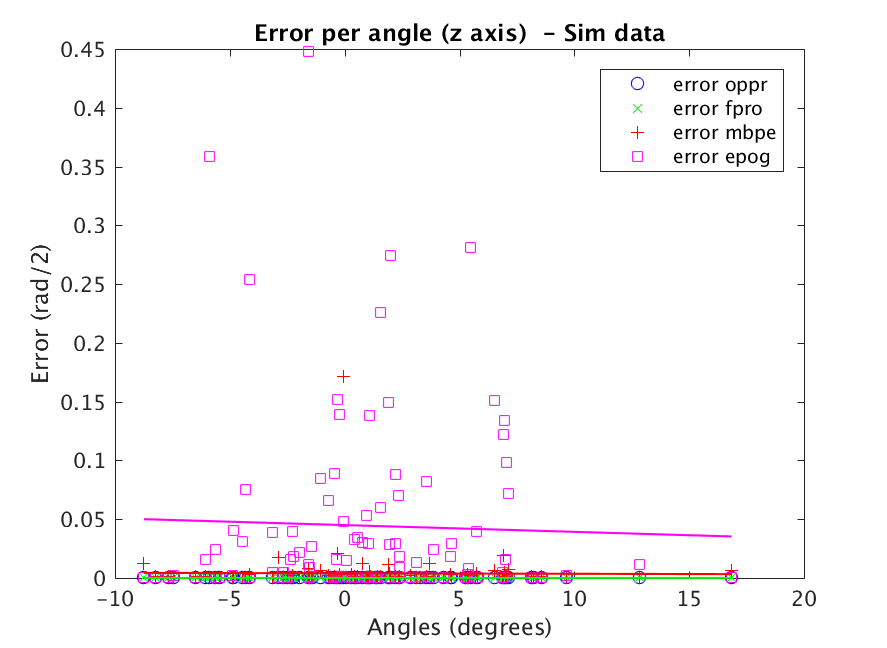 Error per angle (z axis)  - Sim data
error oppr
error fpro
error mbpe
error epog
Error (rad/2)
0.45
0.4
0.35
0.3
0.25
0.2
0.15
0.1
0.05
0
-10
-5
0
5
10
15
20
Angles (degrees)